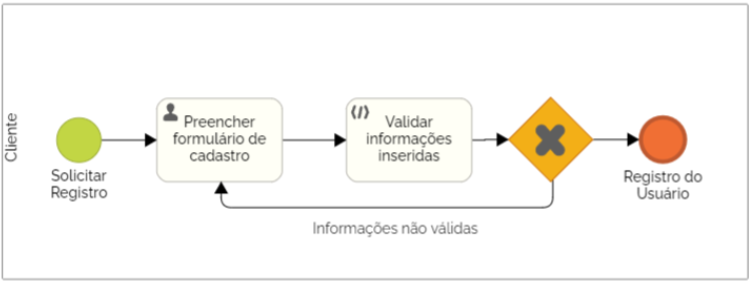 Cliente
Solicitar
Registro
Preencher
formulário de
cadastro
Validar
informações
inseridas
Registro do
Usuário
Informações não válidas